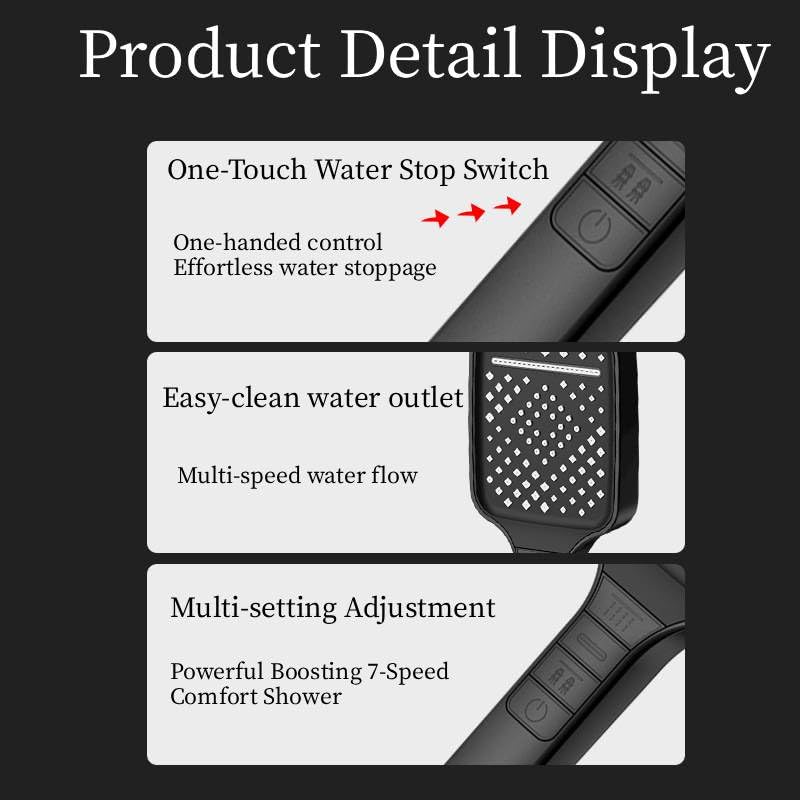 Product Detail Display
One-Touch Water Stop Switch
One-handed control
Effortless water stoppage
Easy-clean water outlet
Multi-speed water flow
Multi-setting Adjustment
Powerful Boosting 7-Speed
Comfort Shower